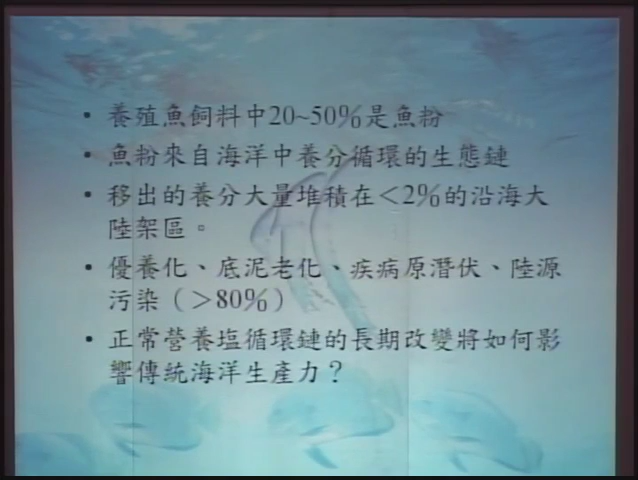 • 養殖魚飼料中20~50%是魚粉
• 魚粉來自海洋中養分循環的生態鏈
• 移出的養分大量堆積在<2%的沿海大
陸架區。
• 優養化、底泥老化、疾病原潛伏、陸源
污染（>80%）
• 正常營養塩循環鏈的長期改變將如何影
響傳統海洋生產力？